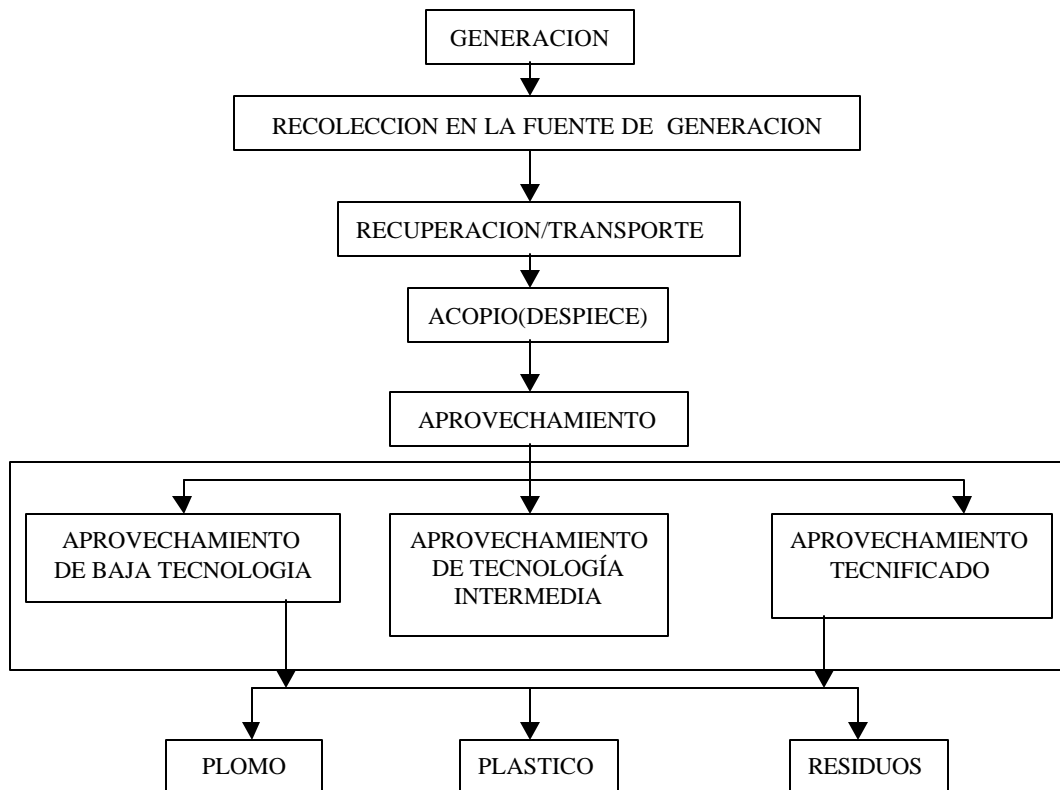 GENERACION
RECOLECCION EN LA FUENTE DE GENERACION
RECUPERACION/TRANSPORTE
ACOPIO(DESPIECE)
APROVECHAMIENTO
APROVECHAMIENTO
DE BAJA TECNOLOGIA
APROVECHAMIENTO
DE TECNOLOGÍA
INTERMEDIA
APROVECHAMIENTO
TECNIFICADO
PLOMO
PLASTICO
RESIDUOS